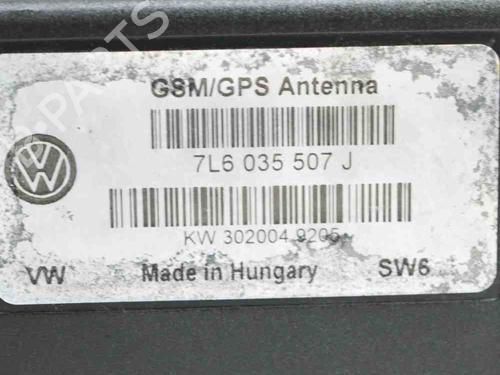 GSM/GPS Antenna
7L6 035 507 J
KW 302004 9205
VW Made in Hungary SW6